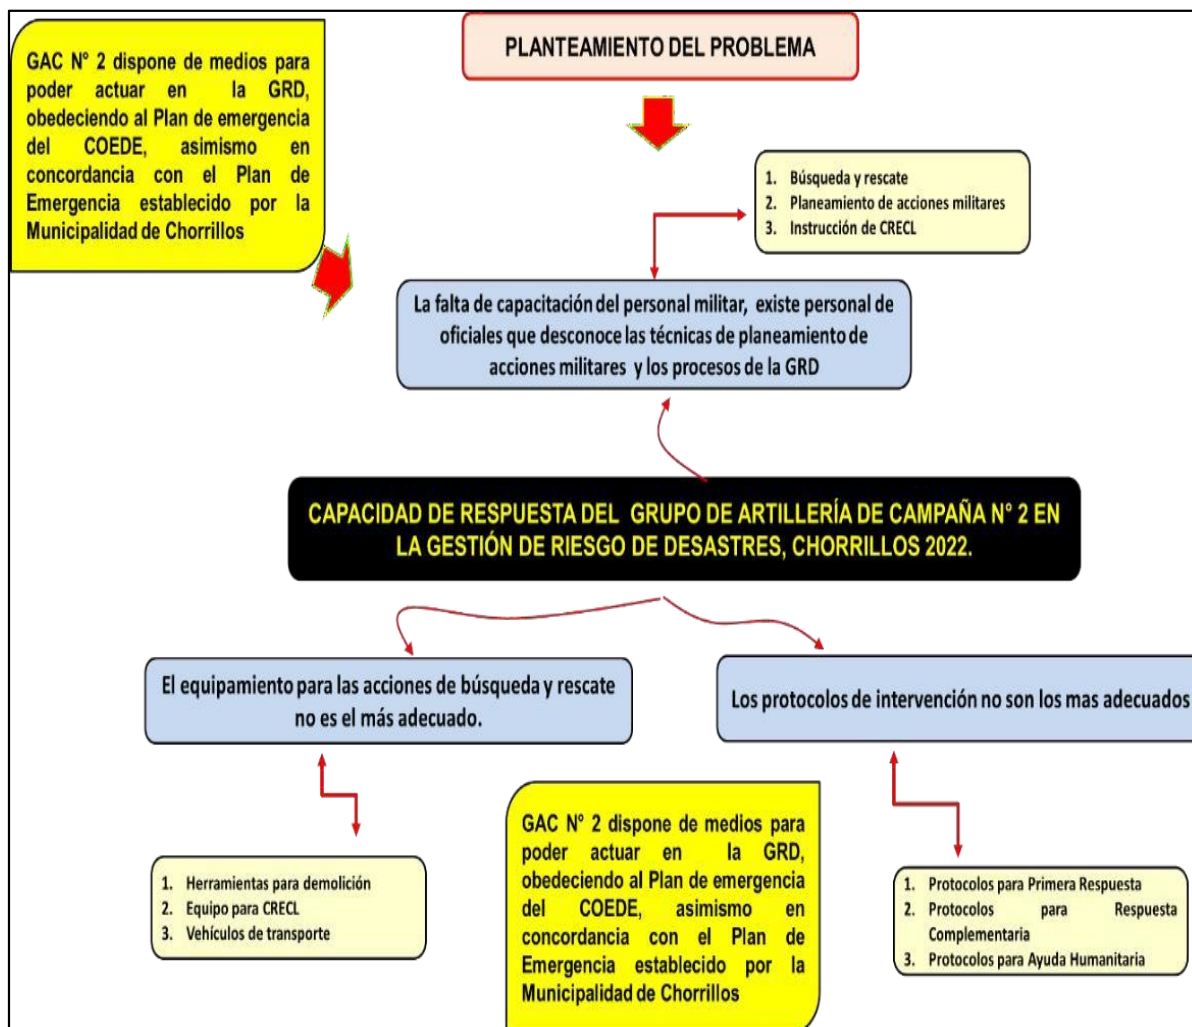 PLANTEAMIENTO DEL PROBLEMA
GAC N° 2 dispone de medios para
poder actuar en la GRD,
obedeciendo al Plan de emergencia
del COEDE, asimismo en
concordancia con el Plan de
Emergencia establecido por la
Municipalidad de Chorrillos
1. Búsqueda y rescate
2. Planeamiento de acciones militares
3. Instrucción de CRECL
La falta de capacitación del personal militar, existe personal de
oficiales que desconoce las técnicas de planeamiento de
acciones militares y los procesos de la GRD
CAPACIDAD DE RESPUESTA DEL GRUPO DE ARTILLERÍA DE CAMPAÑA N° 2 EN
LA GESTIÓN DE RIESGO DE DESASTRES, CHORRILLOS 2022.
El equipamiento para las acciones de búsqueda y rescate
no es el más adecuado.
Los protocolos de intervención no son los mas adecuados
1. Herramientas para demolición
2. Equipo para CRECL
3. Vehículos de transporte
GAC N° 2 dispone de medios para
poder actuar en la GRD,
obedeciendo al Plan de emergencia
del COEDE, asimismo en
concordancia con el Plan de
Emergencia establecido por la
Municipalidad de Chorrillos
1. Protocolos para Primera Respuesta
2. Protocolos para Respuesta
Complementaria
3. Protocolos para Ayuda Humanitaria